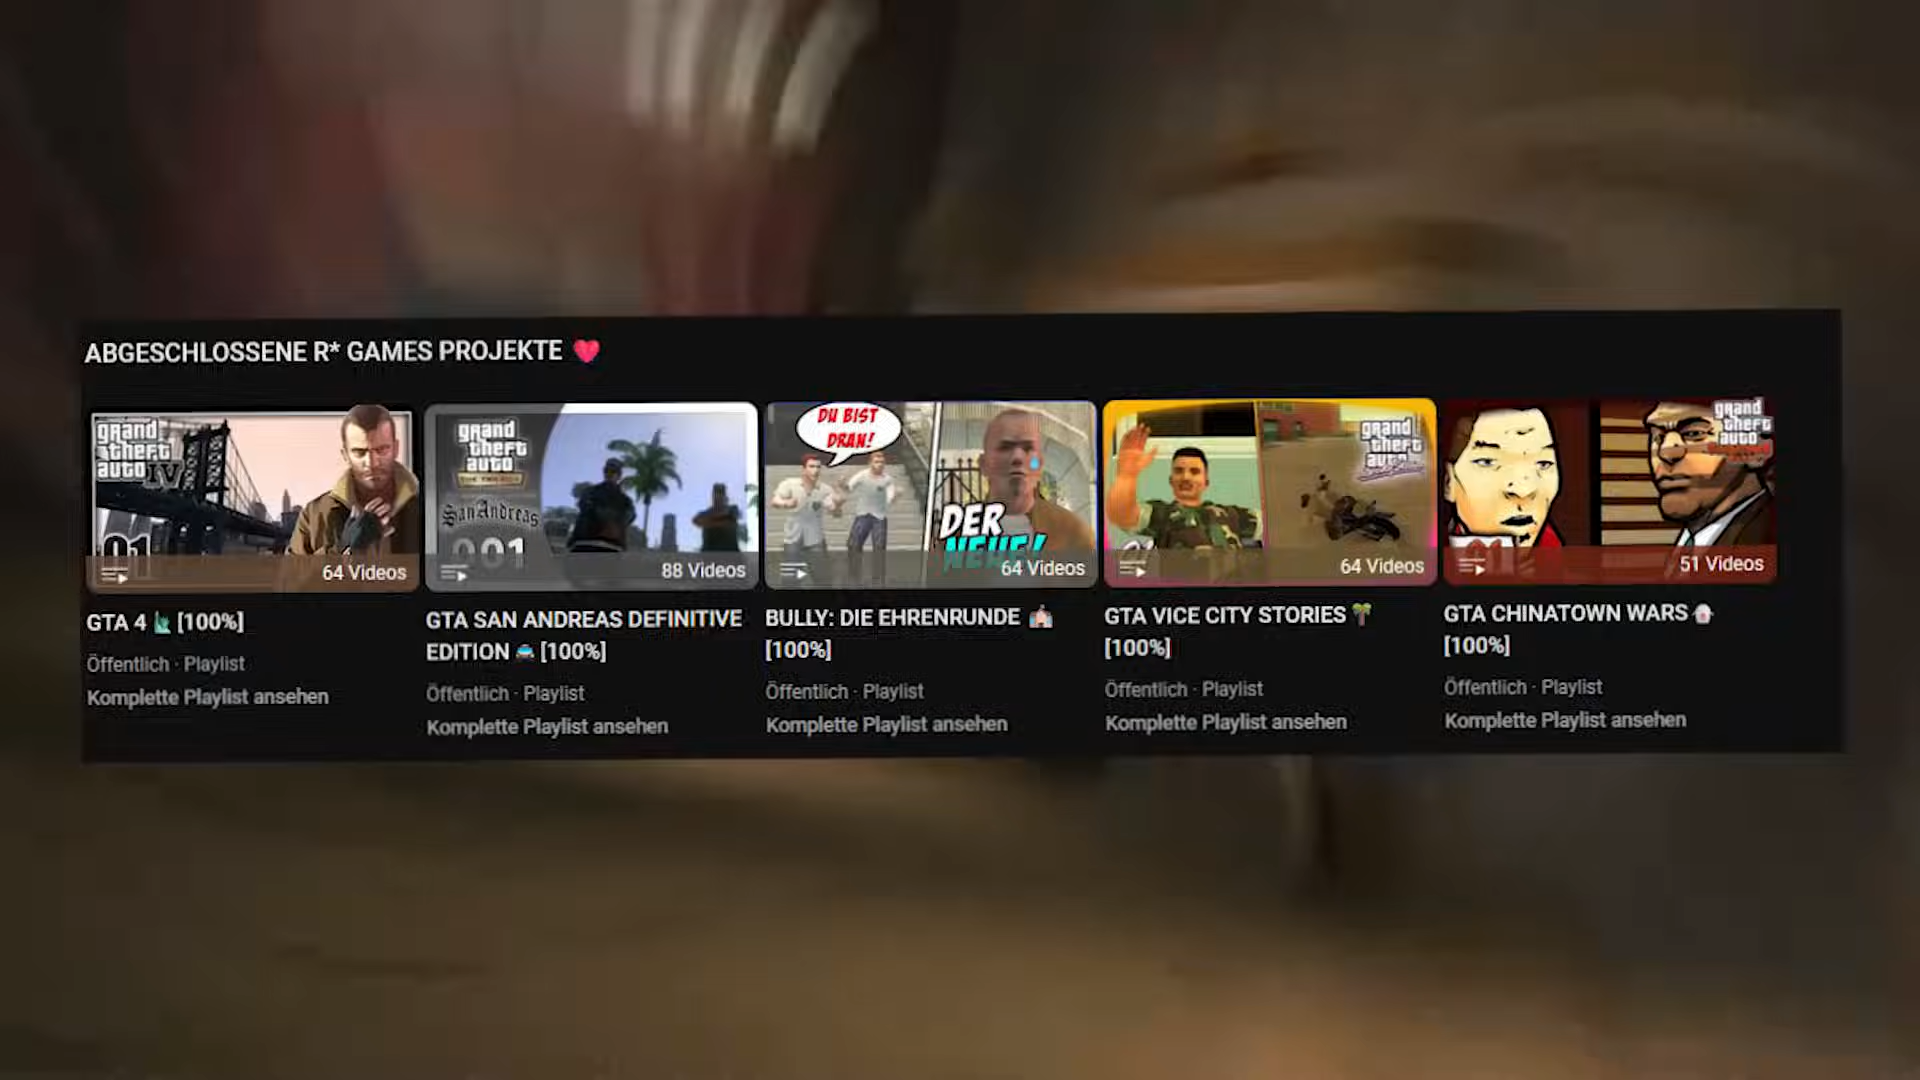 ABGESCHLOSSENE R* GAMES PROJEKTE ❤️
grand
theft
auto IV
01
64 Videos
grand
theft
auto
San Andreas
001
88 Videos
DU BIST
DRAN!
DER
NEUE!
64 Videos
grand
theft
auto
64 Videos
grand
theft
auto
01
51 Videos
GTA 4 🗽 [100%]
Öffentlich · Playlist
Komplette Playlist ansehen
GTA SAN ANDREAS DEFINITIVE
EDITION 🚔 [100%]
Öffentlich · Playlist
Komplette Playlist ansehen
BULLY: DIE EHRENRUNDE
[100%]
Öffentlich · Playlist
Komplette Playlist ansehen
GTA VICE CITY STORIES 🌴
[100%]
Öffentlich · Playlist
Komplette Playlist ansehen
GTA CHINATOWN WARS
[100%]
Öffentlich · Playlist
Komplette Playlist ansehen